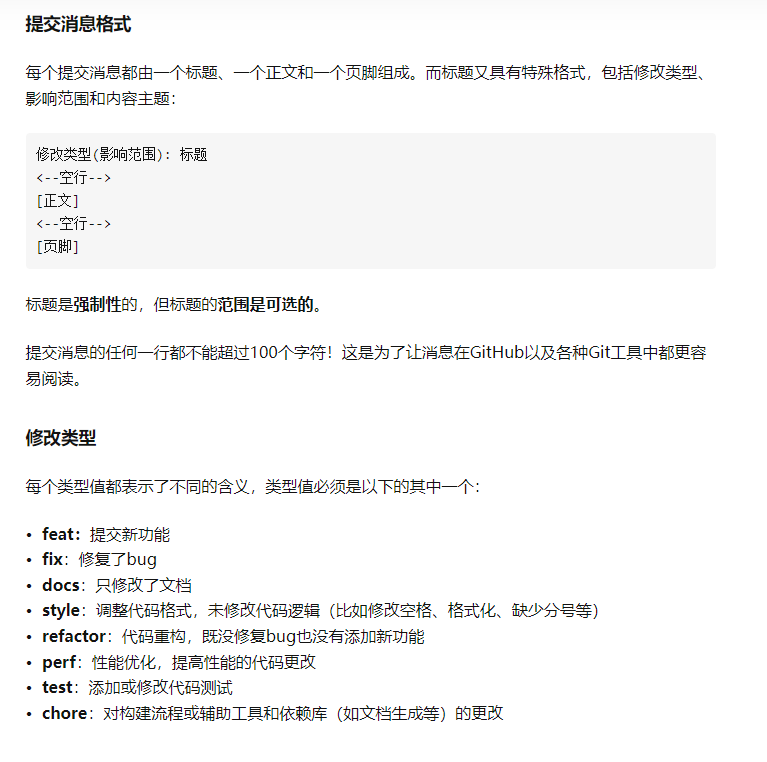 提交消息格式
每个提交消息都由一个标题、一个正文和一个页脚组成。而标题又具有特殊格式，包括修改类型、
影响范围和内容主题：
修改类型(影响范围): 标题
<--空行-->
[正文]
<--空行-->
[页脚]
标题是强制性的，但标题的范围是可选的。
提交消息的任何一行都不能超过100个字符！这是为了让消息在GitHub以及各种Git工具中都更容
易阅读。
修改类型
每个类型值都表示了不同的含义，类型值必须是以下的其中一个：
• feat：提交新功能
• fix：修复了bug
• docs：只修改了文档
• style：调整代码格式，未修改代码逻辑（比如修改空格、格式化、缺少分号等）
• refactor：代码重构，既没修复bug也没有添加新功能
• perf：性能优化，提高性能的代码更改
• test：添加或修改代码测试
• chore：对构建流程或辅助工具和依赖库（如文档生成等）的更改